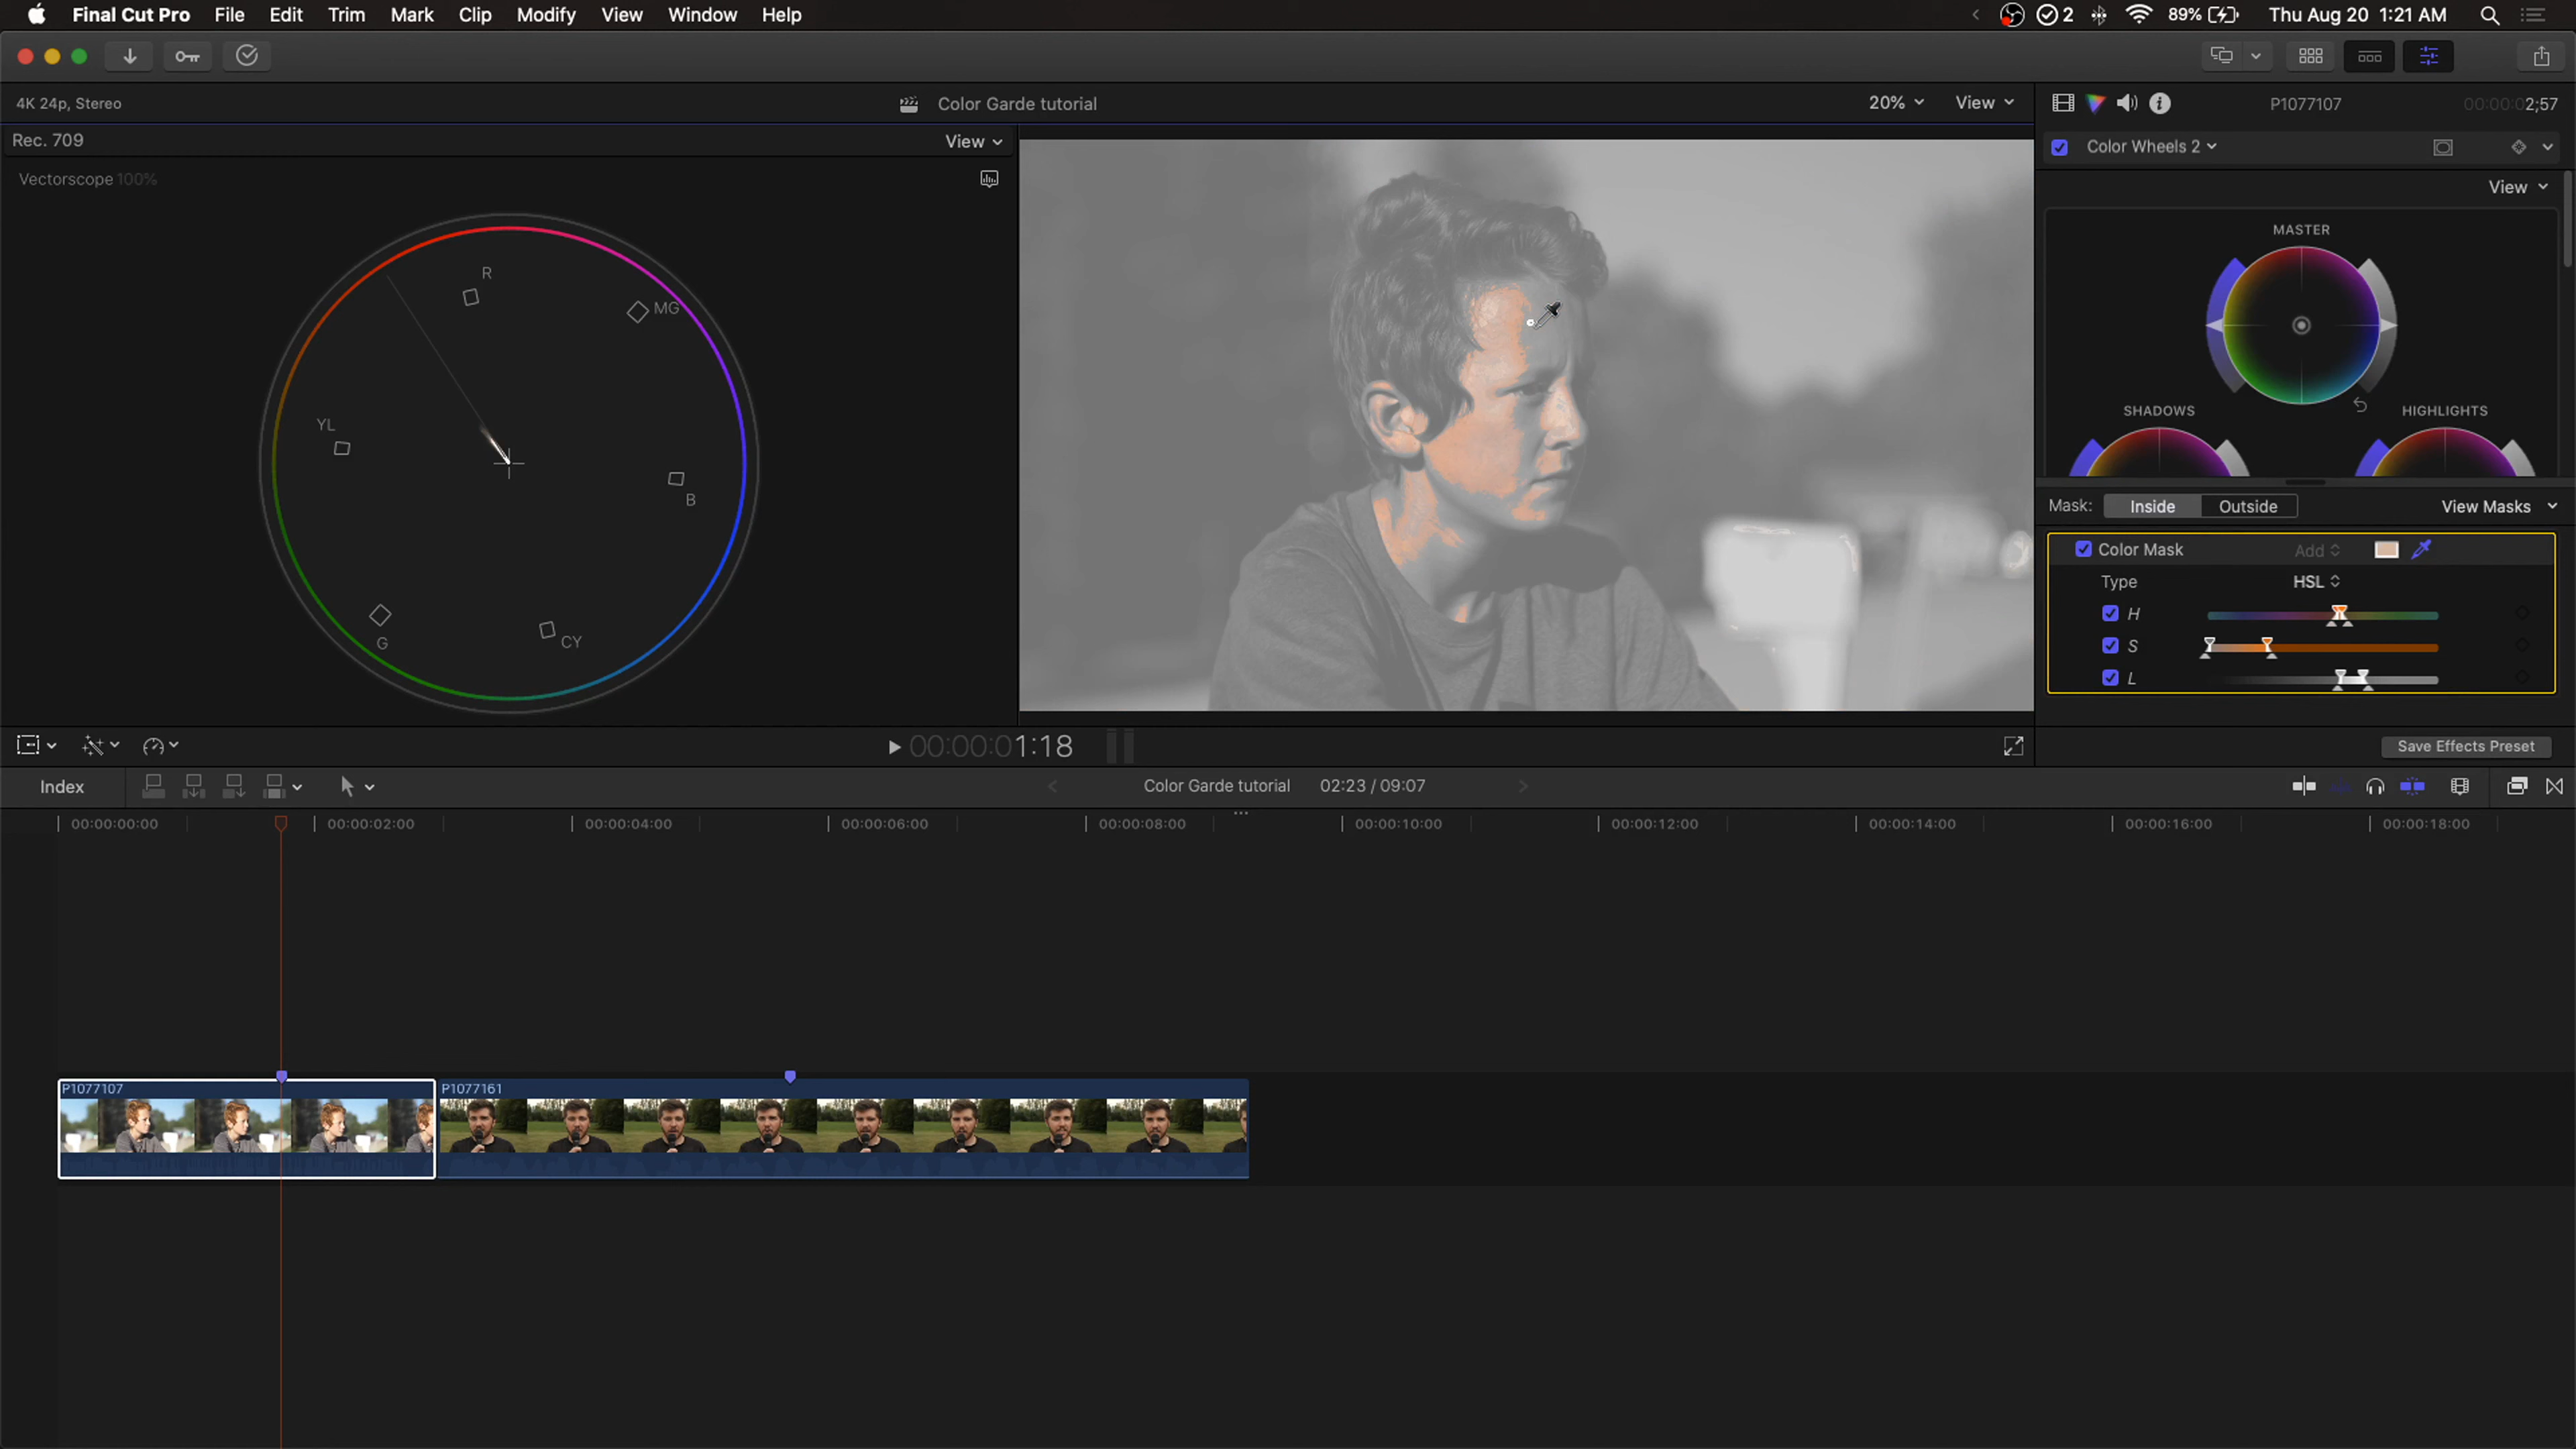 Final Cut Pro File Edit Trim Mark Clip Modify View Window Help 2 89% Thu Aug 20 1:21 AM
4K 24p, Stereo Color Garde tutorial 20% View P1077107 00:00:02;57
Rec. 709 View Color Wheels 2
Vectorscope 100%
View
MASTER
R
MG
YL
B
G
CY
SHADOWS HIGHLIGHTS
Mask: Inside Outside View Masks
Color Mask Add
Type HSL
H
S
L
00:00:01:18
Save Effects Preset
Index Color Garde tutorial 02:23 / 09:07
00:00:00:00 00:00:02:00 00:00:04:00 00:00:06:00 00:00:08:00 00:00:10:00 00:00:12:00 00:00:14:00 00:00:16:00 00:00:18:00
P1077107 P1077161